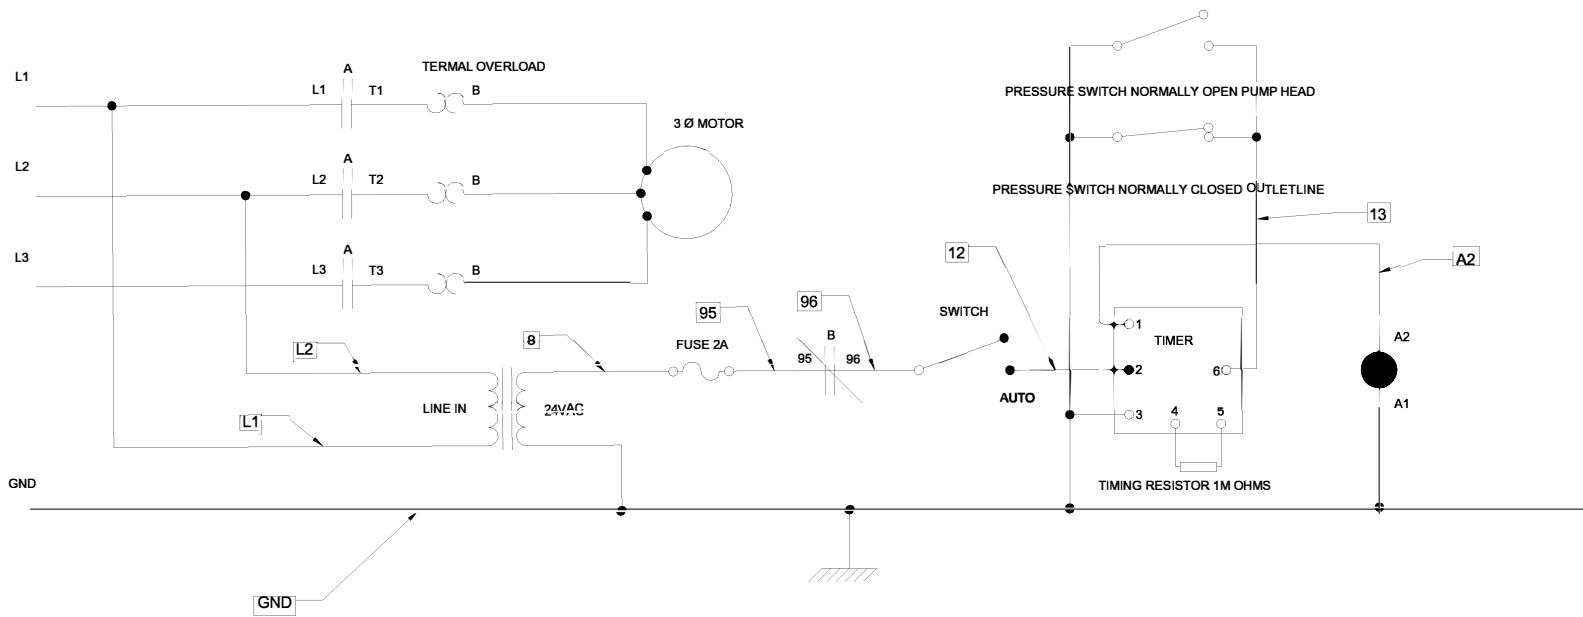 L1
A
L1 T1
TERMAL OVERLOAD
B
3 Ø MOTOR
L2
A
L2 T2
B
L3
A
L3 T3
B
PRESSURE SWITCH NORMALLY OPEN PUMP HEAD
PRESSURE SWITCH NORMALLY CLOSED OUTLETLINE
13
12
A2
L2
8
FUSE 2A
95
96
B
95 96
SWITCH
AUTO
LINE IN
24VAC
L1
1
TIMER
2
6
3
4 5
TIMING RESISTOR 1M OHMS
A2
A1
GND
GND